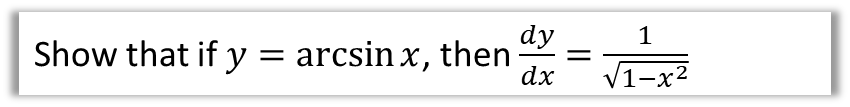 Show that if y = arcsin x, then dy/dx = 1/√1−x²